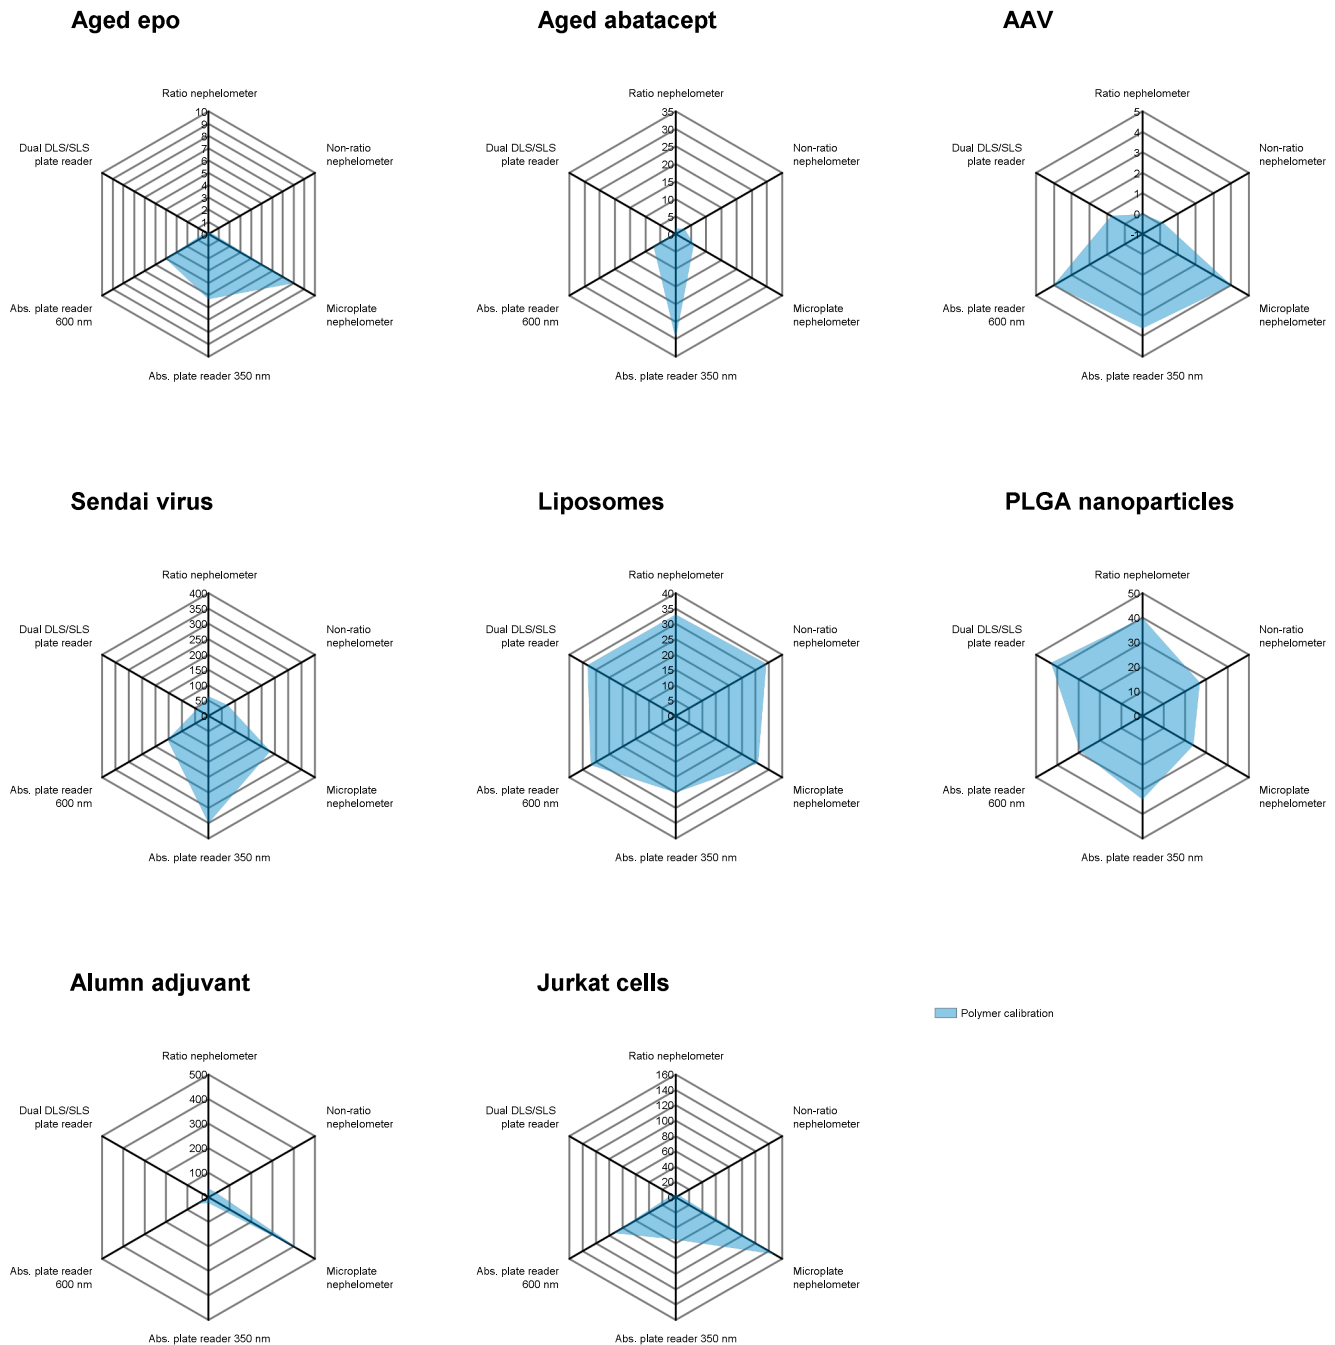 Aged epo
Ratio nephelometer
Dual DLS/SLS
plate reader
Non-ratio
nephelometer
10
9
8
7
6
5
4
3
2
1
0
Abs. plate reader
600 nm
Microplate
nephelometer
Abs. plate reader 350 nm
Aged abatacept
Ratio nephelometer
Dual DLS/SLS
plate reader
Non-ratio
nephelometer
35
30
25
20
15
10
5
0
Abs. plate reader
600 nm
Microplate
nephelometer
Abs. plate reader 350 nm
AAV
Ratio nephelometer
Dual DLS/SLS
plate reader
Non-ratio
nephelometer
5
4
3
2
1
0
-1
Abs. plate reader
600 nm
Microplate
nephelometer
Abs. plate reader 350 nm
Sendai virus
Ratio nephelometer
Dual DLS/SLS
plate reader
Non-ratio
nephelometer
400
350
300
250
200
150
100
50
0
Abs. plate reader
600 nm
Microplate
nephelometer
Abs. plate reader 350 nm
Liposomes
Ratio nephelometer
Dual DLS/SLS
plate reader
Non-ratio
nephelometer
40
35
30
25
20
15
10
5
0
Abs. plate reader
600 nm
Microplate
nephelometer
Abs. plate reader 350 nm
PLGA nanoparticles
Ratio nephelometer
Dual DLS/SLS
plate reader
Non-ratio
nephelometer
50
40
30
20
10
0
Abs. plate reader
600 nm
Microplate
nephelometer
Abs. plate reader 350 nm
Alumn adjuvant
Ratio nephelometer
Dual DLS/SLS
plate reader
Non-ratio
nephelometer
500
400
300
200
100
0
Abs. plate reader
600 nm
Microplate
nephelometer
Abs. plate reader 350 nm
Jurkat cells
Ratio nephelometer
Dual DLS/SLS
plate reader
Non-ratio
nephelometer
160
140
120
100
80
60
40
20
0
Abs. plate reader
600 nm
Microplate
nephelometer
Abs. plate reader 350 nm
Polymer calibration